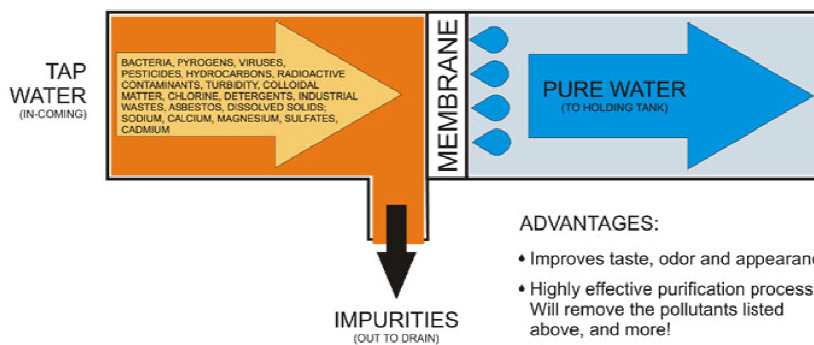 TAP
WATER
(IN-COMING)
BACTERIA, PYROGENS, VIRUSES,
PESTICIDES, HYDROCARBONS, RADIOACTIVE
CONTAMINANTS, TURBIDITY, COLLOIDAL
MATTER, CHLORINE, DETERGENTS, INDUSTRIAL
WASTES, ASBESTOS, DISSOLVED SOLIDS;
SODIUM, CALCIUM, MAGNESIUM, SULFATES,
CADMIUM
MEMBRANE
PURE WATER
(TO HOLDING TANK)
IMPURITIES
(OUT TO DRAIN)
ADVANTAGES:
• Improves taste, odor and appearanc
• Highly effective purification process
Will remove the pollutants listed
above, and more!